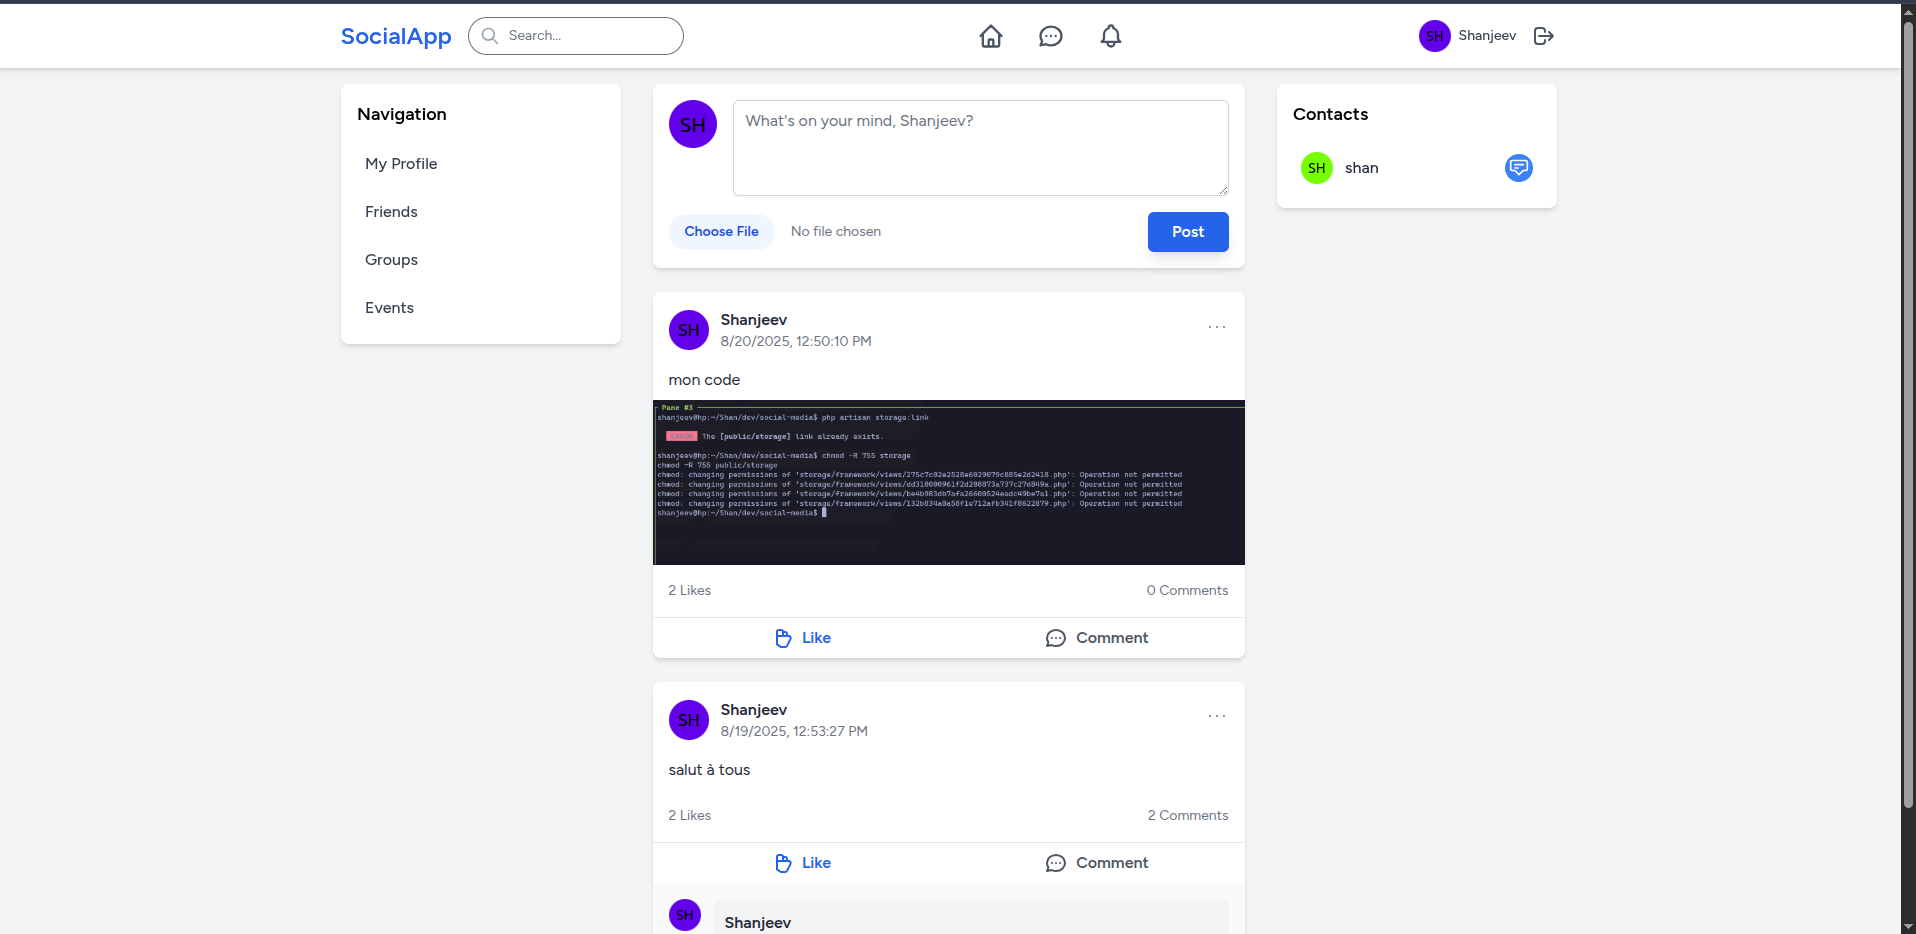 SocialApp
Search...
SH Shanjeev
Navigation
My Profile
Friends
Groups
Events
SH
What's on your mind, Shanjeev?
Choose File No file chosen
Post
Contacts
SH shan
SH Shanjeev
8/20/2025, 12:50:10 PM
...
mon code
Pane #3
shanjeev@hp:~/Shan/dev/social-media$ php artisan storage:link
ERROR The [public/storage] link already exists.
shanjeev@hp:~/Shan/dev/social-media$ chmod -R 755 storage
chmod -R 755 public/storage
chmod: changing permissions of 'storage/framework/views/275c7c02e2528e6029079c885e2d2418.php': Operation not permitted
chmod: changing permissions of 'storage/framework/views/dd310000961f2d208873a737c27d849a.php': Operation not permitted
chmod: changing permissions of 'storage/framework/views/be4b983db7afa26600524eadc49be7a1.php': Operation not permitted
chmod: changing permissions of 'storage/framework/views/132b834a0a58f1e712afb341f8622879.php': Operation not permitted
shanjeev@hp:~/Shan/dev/social-media$
2 Likes
0 Comments
Like
Comment
SH Shanjeev
8/19/2025, 12:53:27 PM
...
salut à tous
2 Likes
2 Comments
Like
Comment
SH Shanjeev